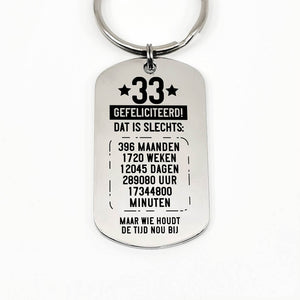 33
GEFELICITEERD!
DAT IS SLECHTS:
396 MAANDEN
1720 WEKEN
12045 DAGEN
289080 UUR
17344800
MINUTEN
MAAR WIE HOUDT
DE TIJD NOU BIJ